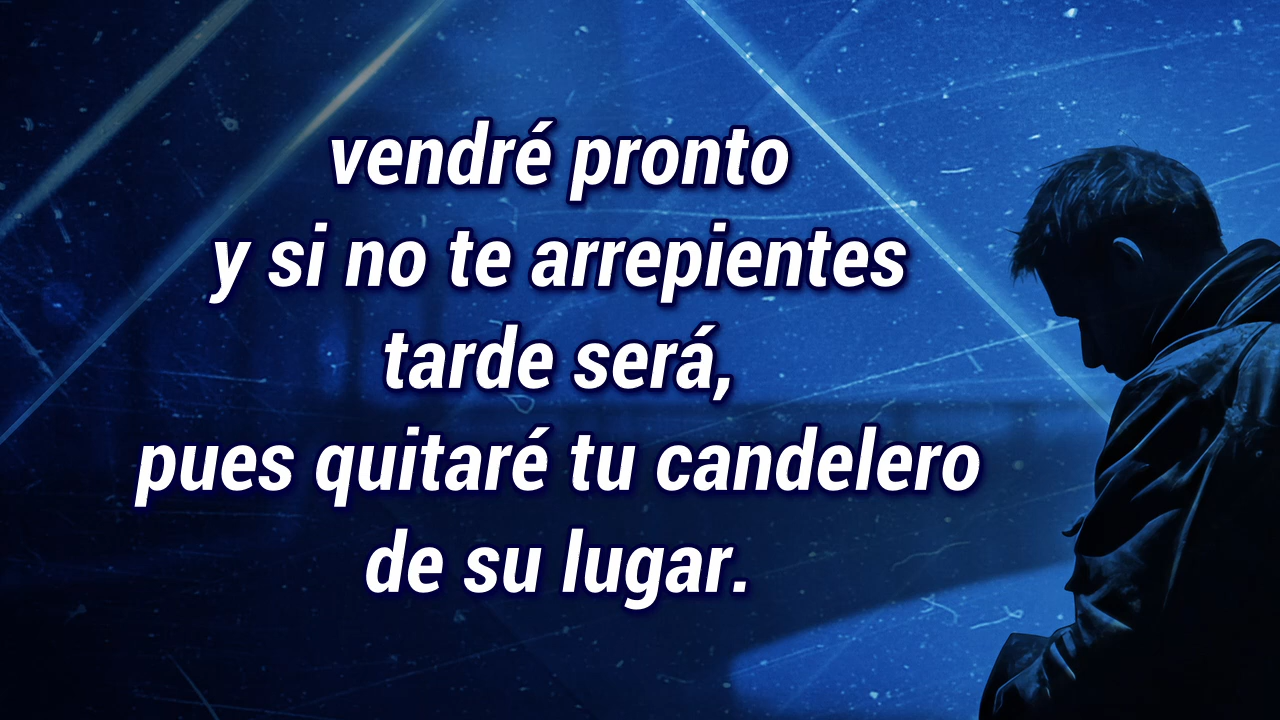 vendré pronto
y si no te arrepientes
tarde será,
pues quitaré tu candelero
de su lugar.